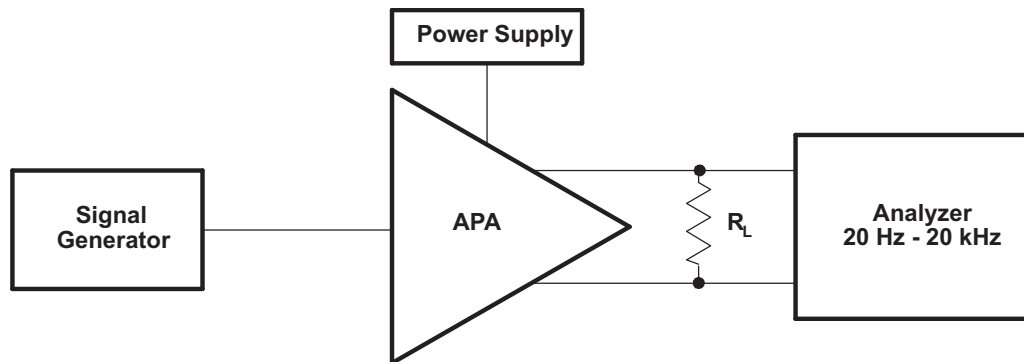 Power Supply
Signal
Generator
APA
RL
Analyzer
20 Hz - 20 kHz